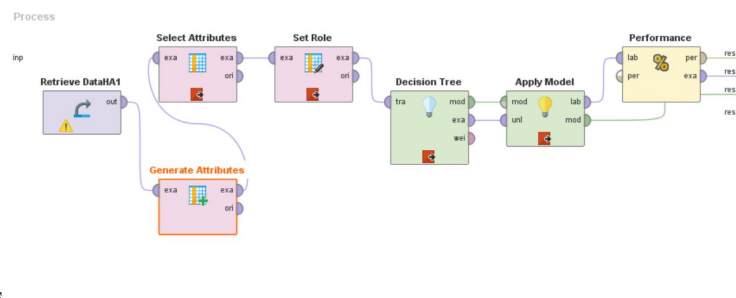 Process
Select Attributes
Set Role
Performance
inp
exa
exa
ori
exa
exa
ori
lab
per
per
exa
res
res
res
res
Retrieve DataHA1
out
Decision Tree
Apply Model
tra
mod
exa
wei
mod
unl
lab
mod
Generate Attributes
exa
exa
ori